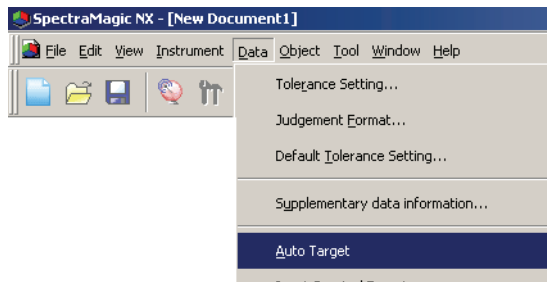 SpectraMagic NX - [New Document1]
File Edit View Instrument Data Object Tool Window Help
Tolerance Setting...
Judgement Format...
Default Tolerance Setting...
Supplementary data information...
Auto Target